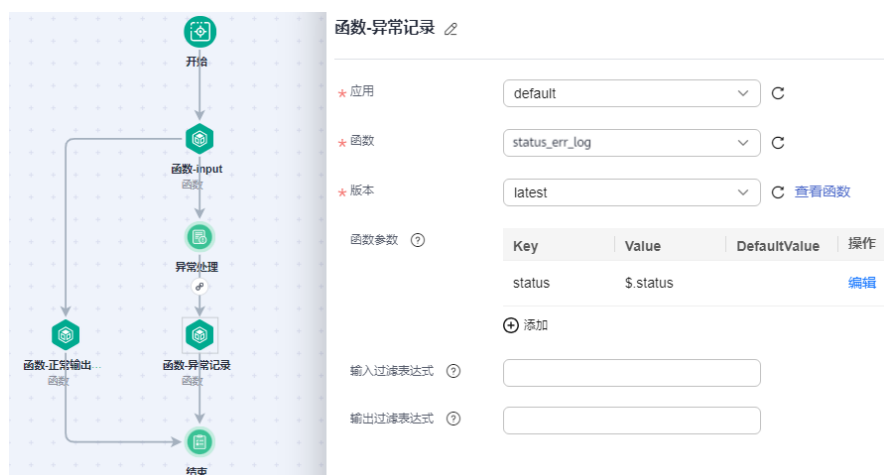 开始
函数-input
函数
异常处理
函数-正常输出...
函数
函数-异常记录
函数
结束
函数-异常记录
* 应用
default
* 函数
status_err_log
* 版本
latest
查看函数
函数参数 ?
Key Value DefaultValue 操作
status $.status 编辑
添加
输入过滤表达式 ?
输出过滤表达式 ?